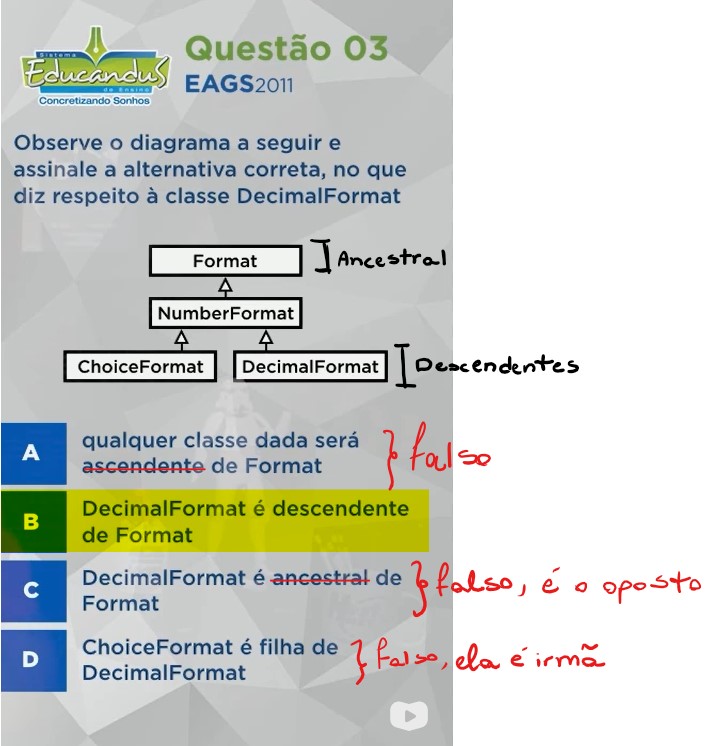 Sistema
Educandus
de Ensino
Concretizando Sonhos
Questão 03
EAGS2011
Observe o diagrama a seguir e
assinale a alternativa correta, no que
diz respeito à classe DecimalFormat
Format
Ancestral
NumberFormat
ChoiceFormat
DecimalFormat
Descendentes
A
qualquer classe dada será
ascendente de Format
falso
B
DecimalFormat é descendente
de Format
C
DecimalFormat é ancestral de
Format
falso, é o oposto
D
ChoiceFormat é filha de
DecimalFormat
falso, ela é irmã